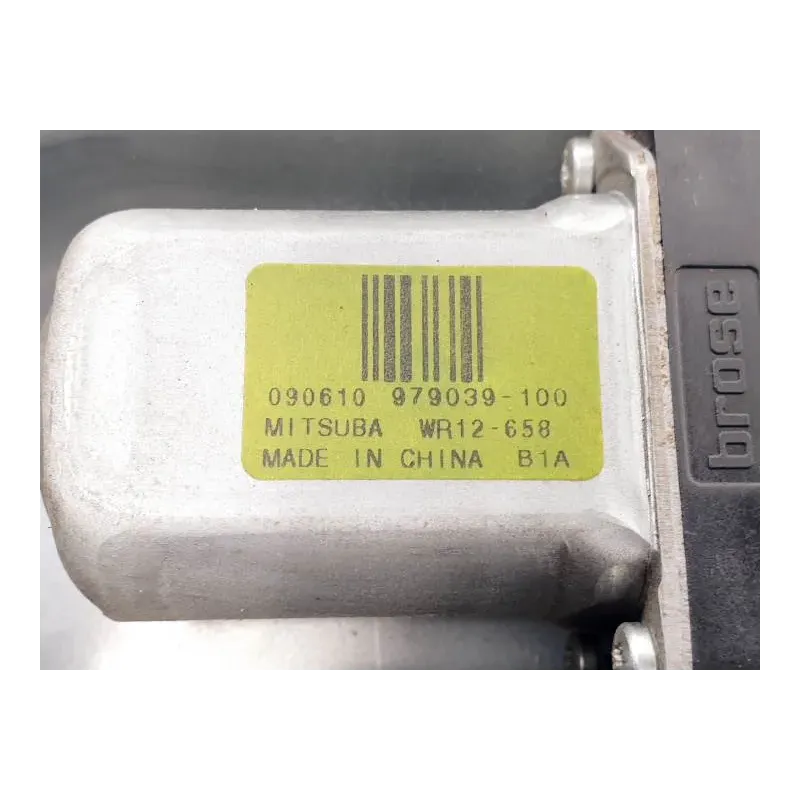 090610 979039-100
MITSUBA WR12-658
MADE IN CHINA B1A
brose